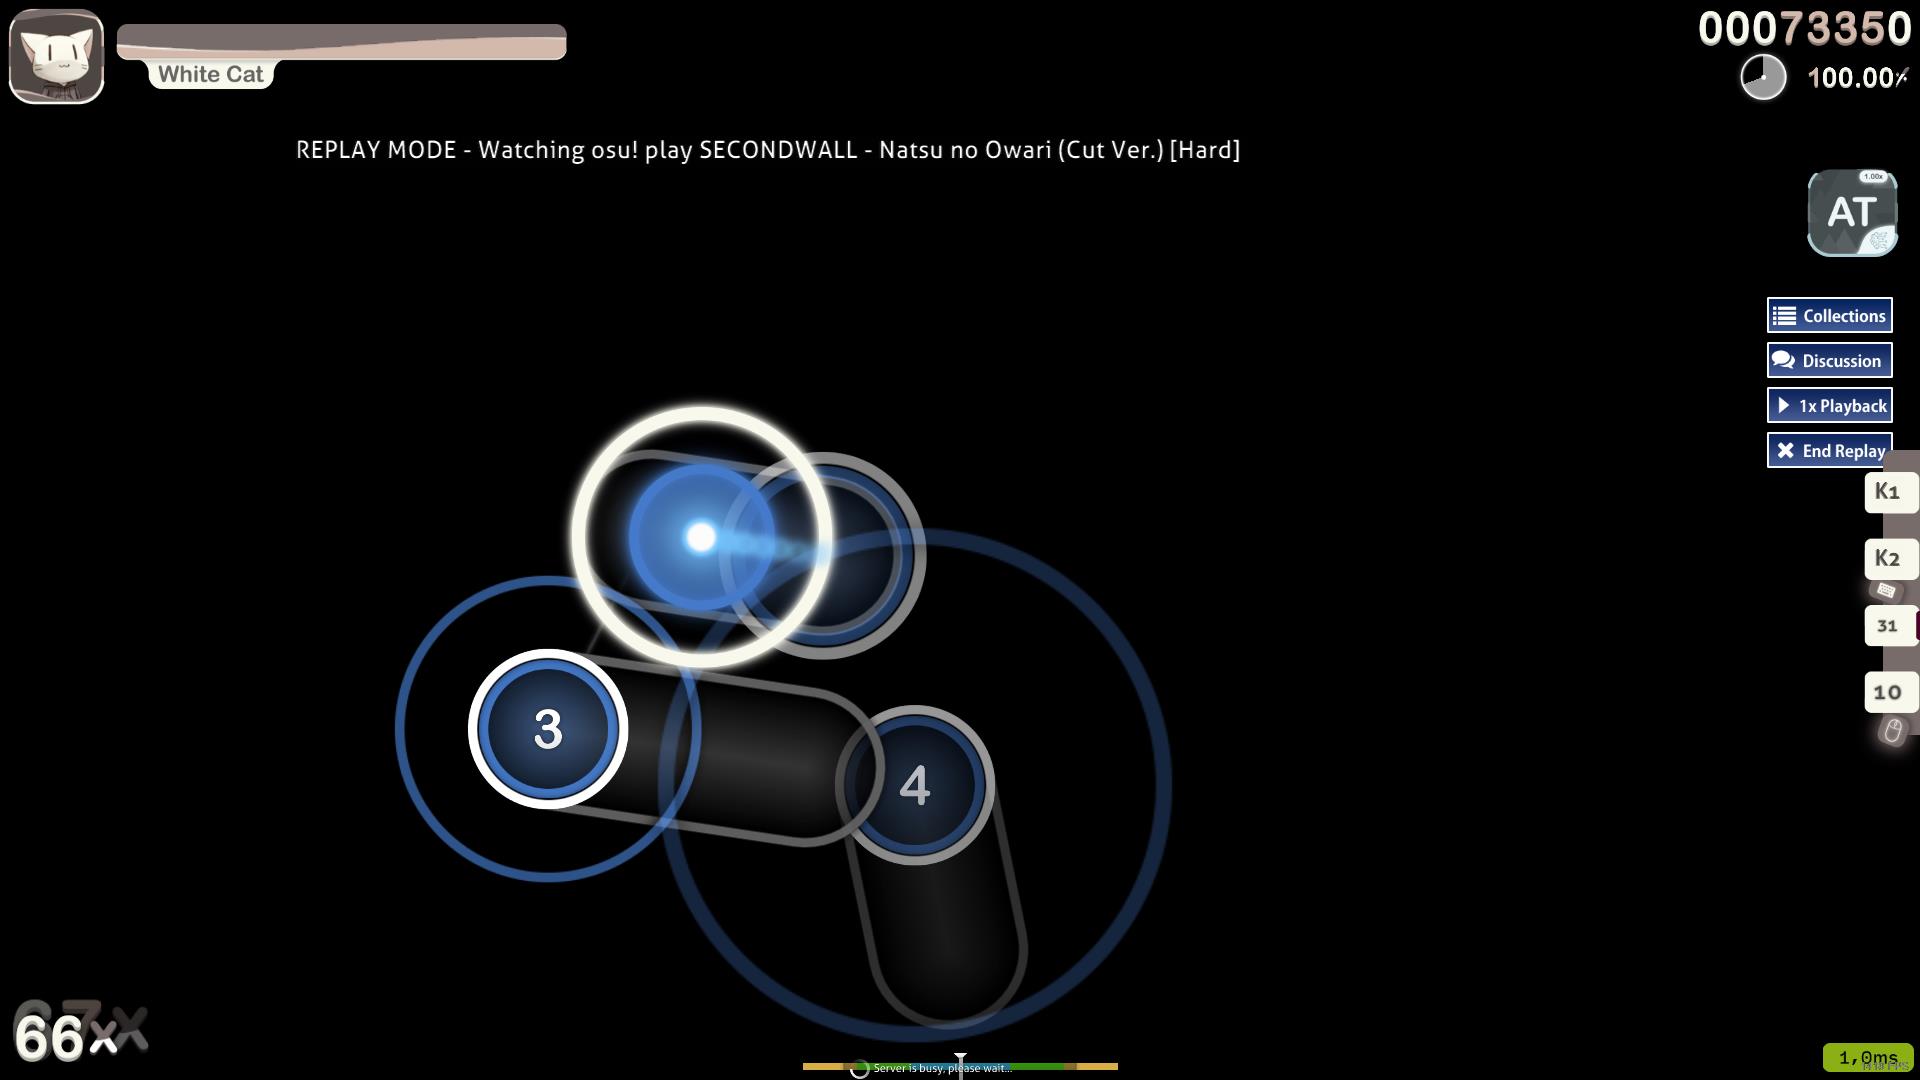 00073350
White Cat
100.00%
REPLAY MODE - Watching osu! play SECONDWALL - Natsu no Owari (Cut Ver.) [Hard]
1.00x
AT
Collections
Discussion
1x Playback
End Replay
K1
K2
31
10
3
4
66x
Server is busy, please wait...
1,0ms